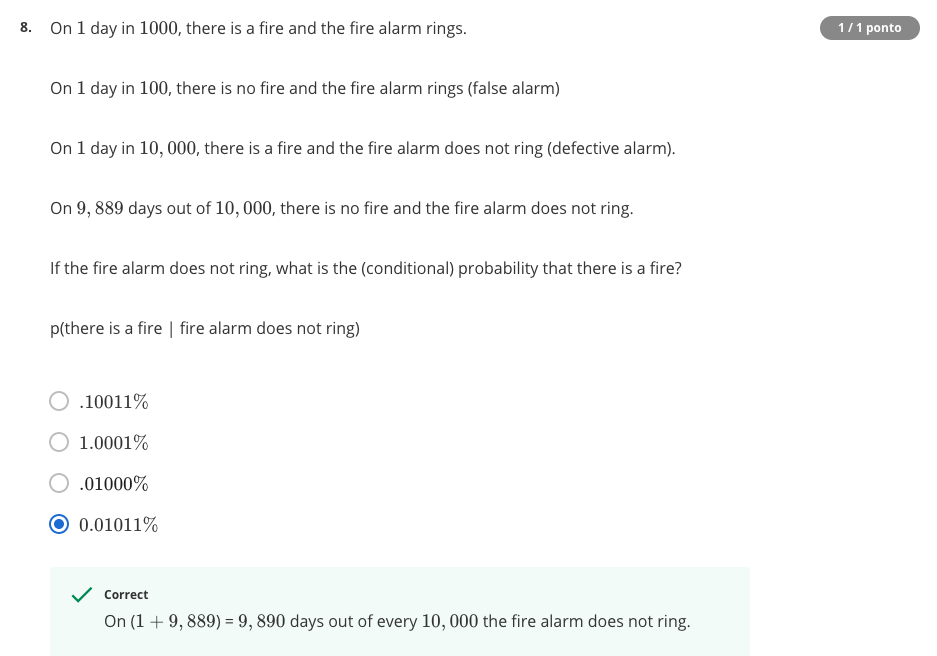 8. On 1 day in 1000, there is a fire and the fire alarm rings.
1 / 1 ponto
On 1 day in 100, there is no fire and the fire alarm rings (false alarm)
On 1 day in 10, 000, there is a fire and the fire alarm does not ring (defective alarm).
On 9, 889 days out of 10, 000, there is no fire and the fire alarm does not ring.
If the fire alarm does not ring, what is the (conditional) probability that there is a fire?
p(there is a fire | fire alarm does not ring)
.10011%
1.0001%
.01000%
0.01011%
Correct
On (1 + 9, 889) = 9, 890 days out of every 10, 000 the fire alarm does not ring.